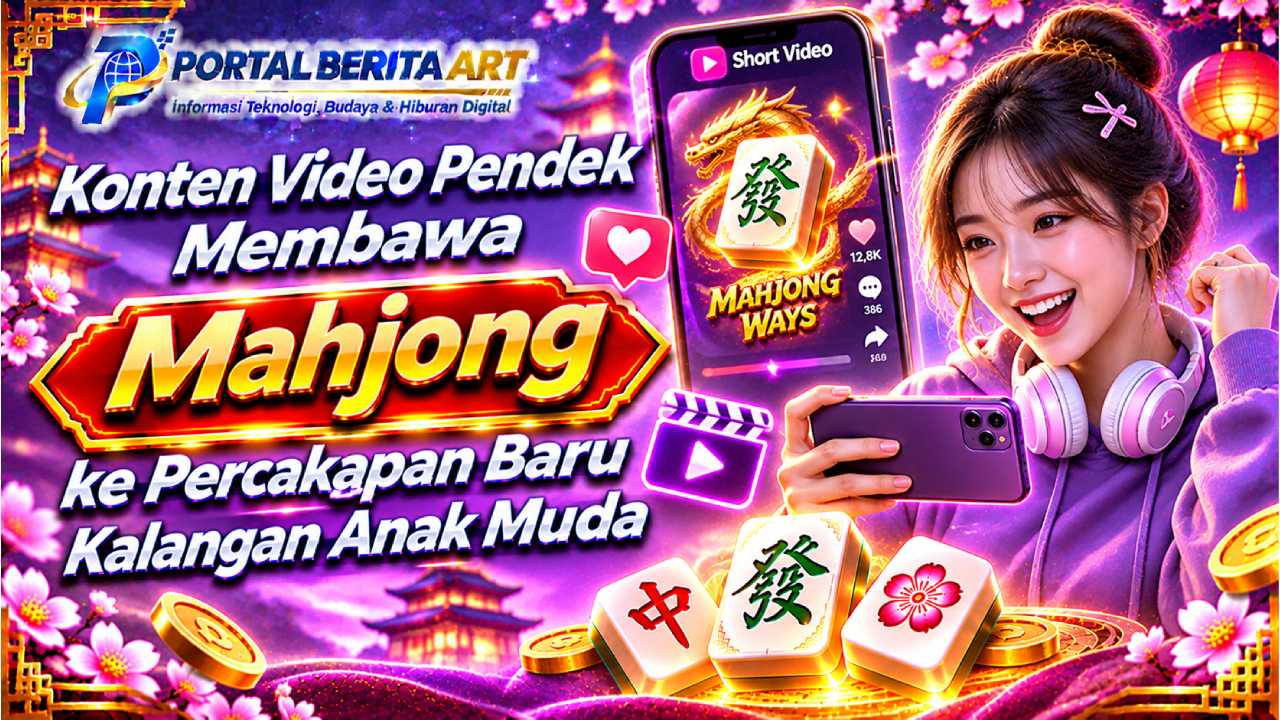 PORTAL BERITA ART
Informasi Teknologi, Budaya & Hiburan Digital
Konten Video Pendek
Membawa
Mahjong
ke Percakapan Baru
Kalangan Anak Muda
Short Video
發
MAHJONG
WAYS
12,8K
386
中
發